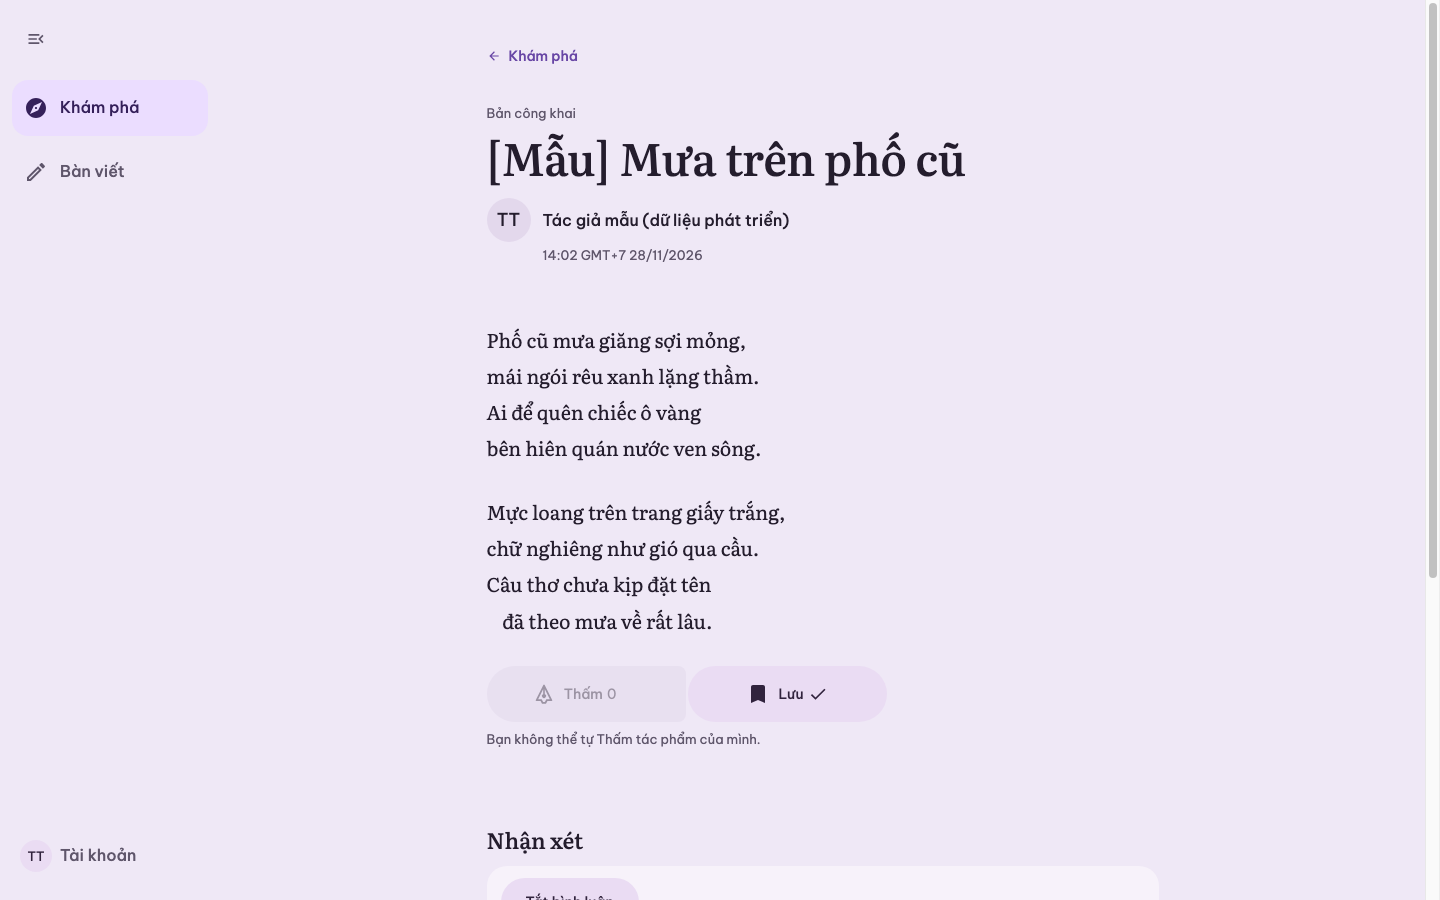 Khám phá
Bàn viết
Khám phá
Bản công khai
[Mẫu] Mưa trên phố cũ
TT
Tác giả mẫu (dữ liệu phát triển)
14:02 GMT+7 28/11/2026
Phố cũ mưa giăng sợi mỏng,
mái ngói rêu xanh lặng thầm.
Ai để quên chiếc ô vàng
bên hiên quán nước ven sông.
Mực loang trên trang giấy trắng,
chữ nghiêng như gió qua cầu.
Câu thơ chưa kịp đặt tên
đã theo mưa về rất lâu.
Thấm 0
Lưu
Bạn không thể tự Thấm tác phẩm của mình.
Nhận xét
Tắt bình luận
TT
Tài khoản